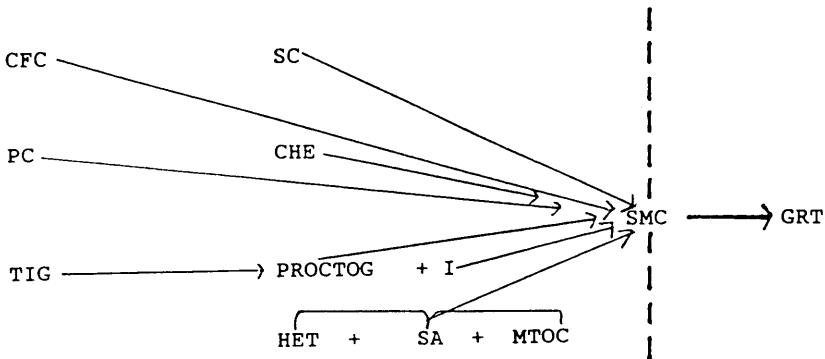 CFC SC
PC CHE
SMC GRT
TIG PROCTOG + I
HET + SA + MTOC